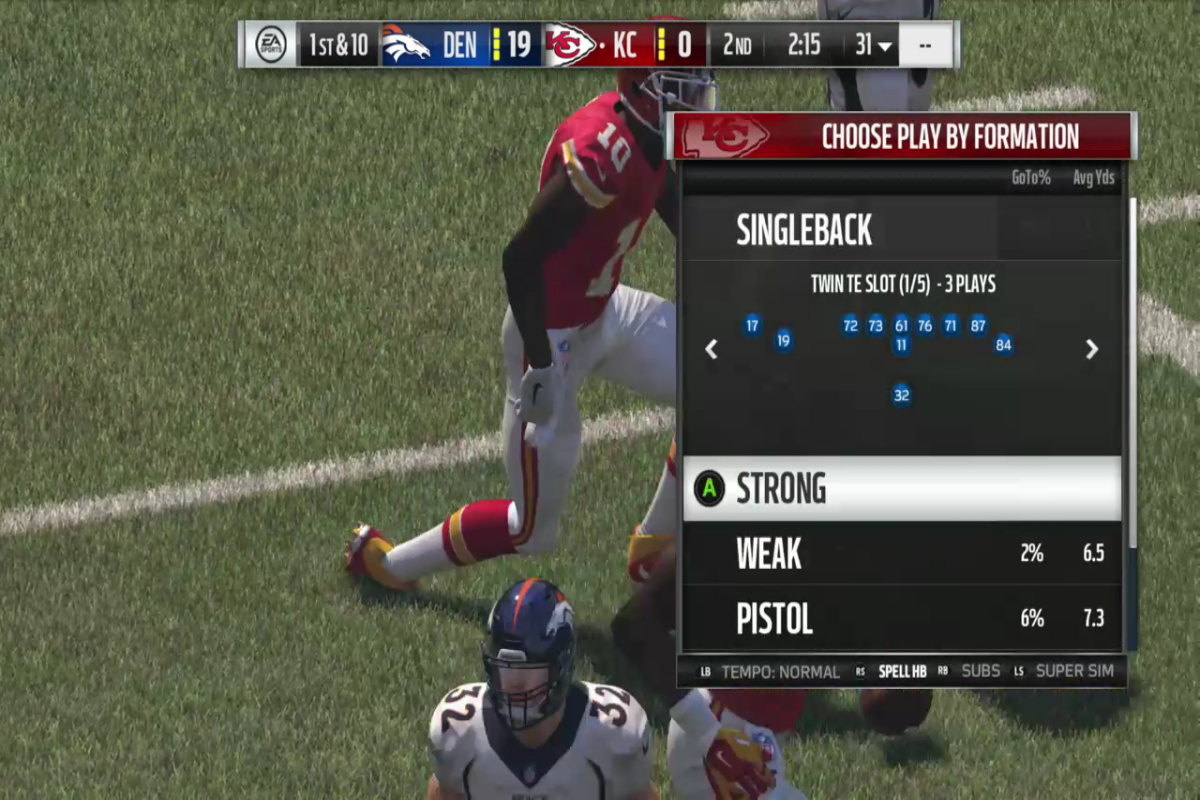 EA SPORTS 1ST & 10 DEN 19 KC 0 2ND 2:15 31 --
CHOOSE PLAY BY FORMATION
GoTo% Avg Yds
SINGLEBACK
TWIN TE SLOT (1/5) - 3 PLAYS
17 72 73 61 76 71 87
19 11 84
32
A STRONG
WEAK 2% 6.5
PISTOL 6% 7.3
LB TEMPO: NORMAL RS SPELL HB RB SUBS LS SUPER SIM
10
1
32 32